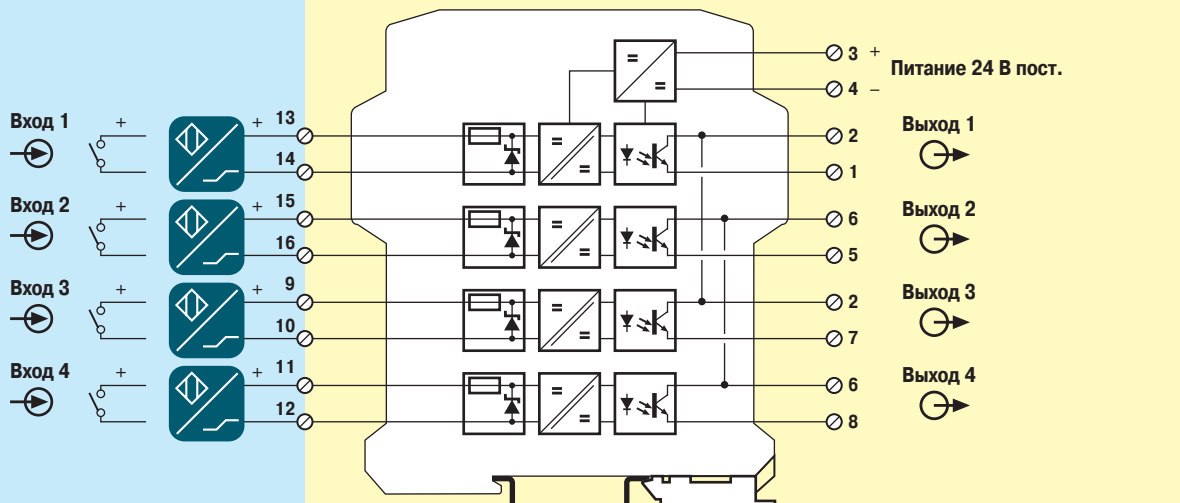 3 +
Питание 24 В пост.
4 –
Вход 1
+
+ 13
14
2
1
Выход 1
Вход 2
+
+ 15
16
6
5
Выход 2
Вход 3
+
+ 9
10
2
7
Выход 3
Вход 4
+
+ 11
12
6
8
Выход 4